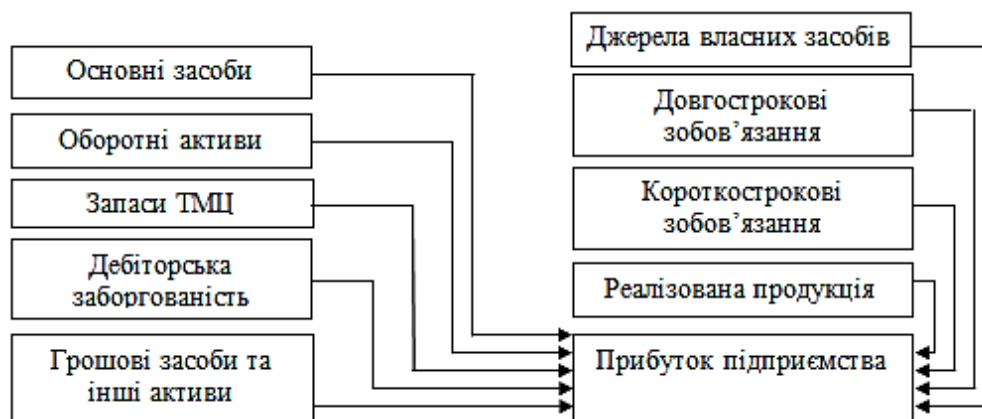 Основні засоби
Оборотні активи
Запаси ТМЦ
Дебіторська
заборгованість
Грошові засоби та
інші активи
Джерела власних засобів
Довгострокові
зобов’язання
Короткострокові
зобов’язання
Реалізована продукція
Прибуток підприємства